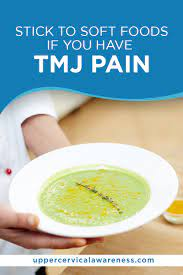 STICK TO SOFT FOODS
IF YOU HAVE
TMJ PAIN
uppercervicalawareness.com